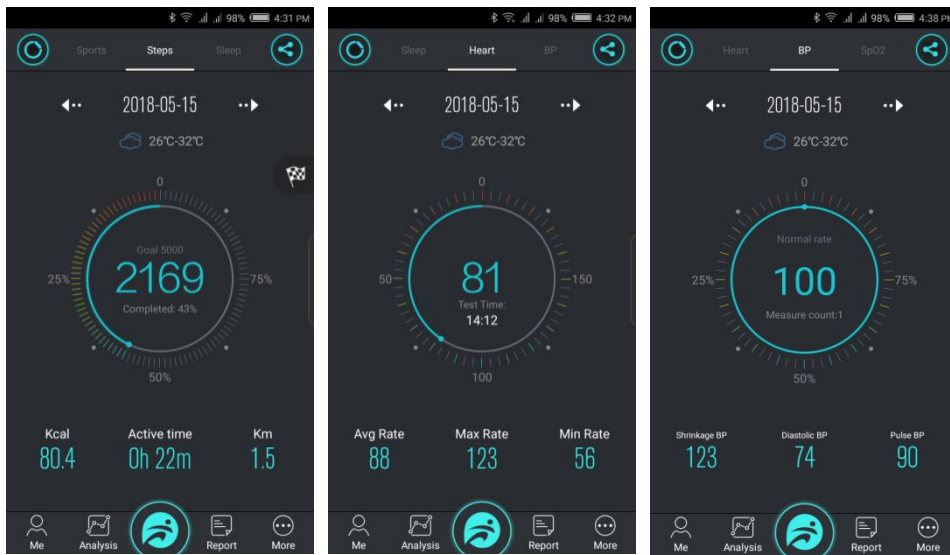 98% 4:31 PM
Sports Steps Sleep
2018-05-15
26℃-32℃
0
Goal 5000
25% 2169 75%
Completed: 43%
50%
Kcal Active time Km
80.4 0h 22m 1.5
Me Analysis Report More
98% 4:32 PM
Sleep Heart BP
2018-05-15
26℃-32℃
0
50 81 150
Test Time:
14:12
100
Avg Rate Max Rate Min Rate
88 123 56
Me Analysis Report More
98% 4:38 PM
Heart BP SpO2
2018-05-15
26℃-32℃
0
Normal rate
25% 100 75%
Measure count:1
50%
Shrinkage BP Diastolic BP Pulse BP
123 74 90
Me Analysis Report More